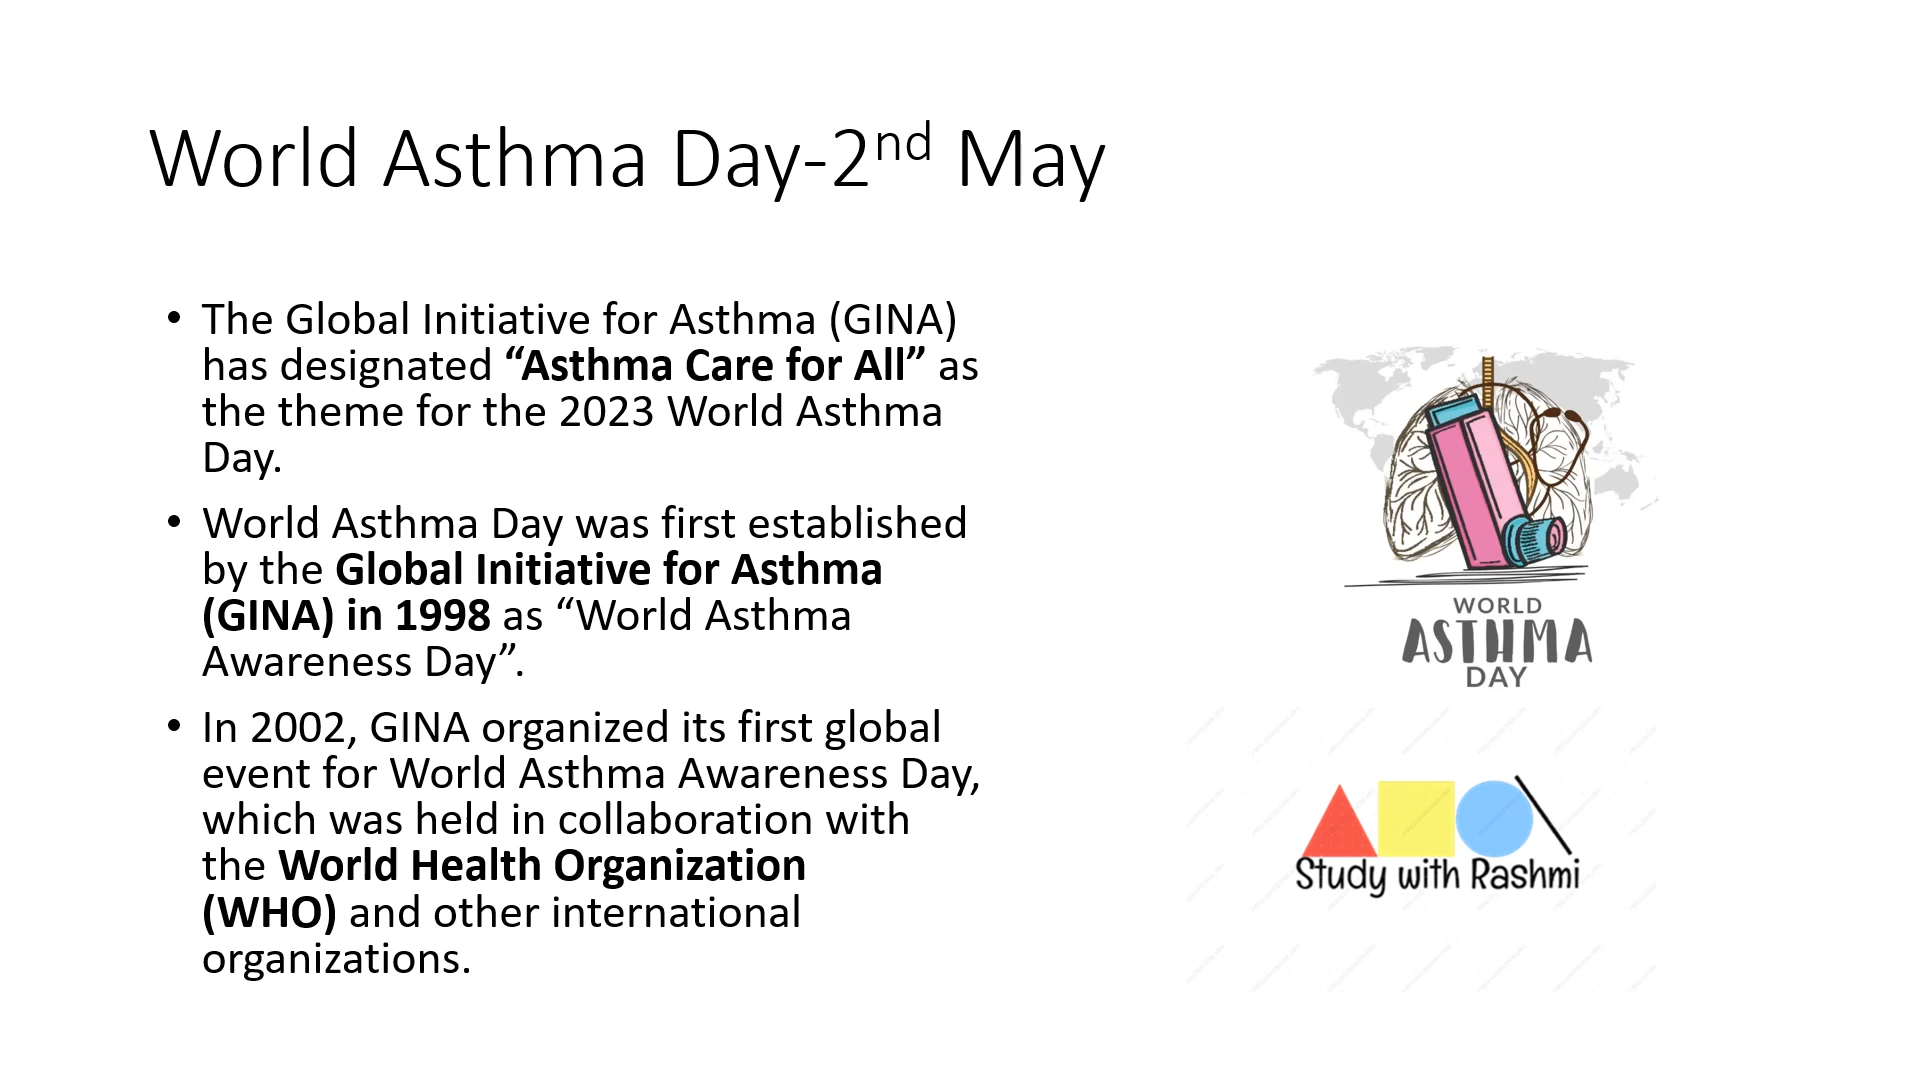 World Asthma Day-2nd May
• The Global Initiative for Asthma (GINA)
has designated “Asthma Care for All” as
the theme for the 2023 World Asthma
Day.
• World Asthma Day was first established
by the Global Initiative for Asthma
(GINA) in 1998 as “World Asthma
Awareness Day”.
• In 2002, GINA organized its first global
event for World Asthma Awareness Day,
which was held in collaboration with
the World Health Organization
(WHO) and other international
organizations.
WORLD
ASTHMA
DAY
Study with Rashmi